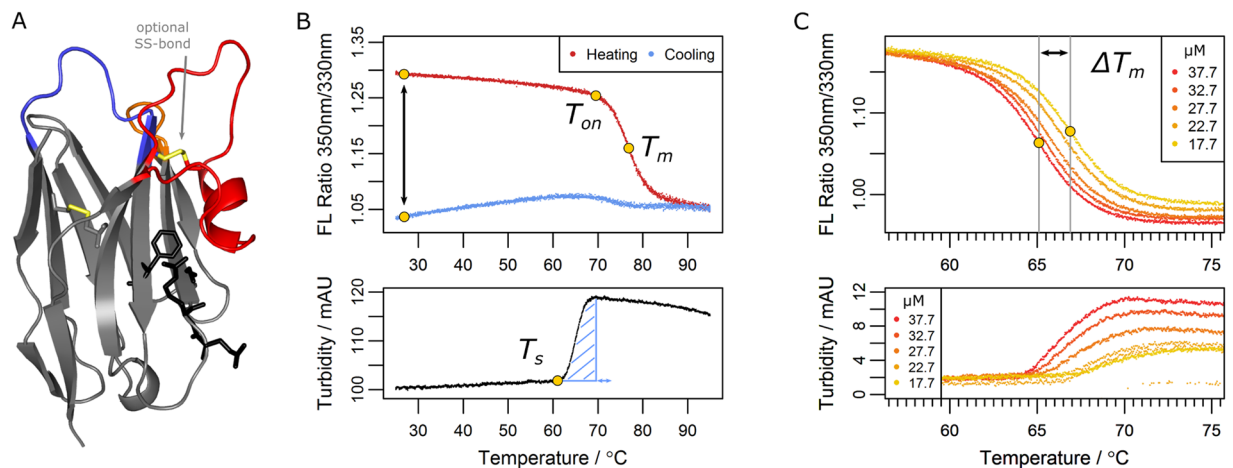 A
optional
SS-bond
B
FL Ratio 350nm/330nm
1.05 1.15 1.25 1.35
Heating Cooling
T_on
T_m
30 40 50 60 70 80 90
Turbidity / mAU
100 110 120
T_s
30 40 50 60 70 80 90
Temperature / °C
C
FL Ratio 350nm/330nm
1.00 1.10
ΔT_m
µM
37.7
32.7
27.7
22.7
17.7
60 65 70 75
Turbidity / mAU
0 4 8 12
µM
37.7
32.7
27.7
22.7
17.7
60 65 70 75
Temperature / °C